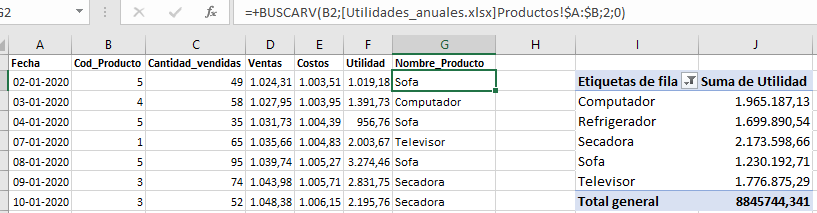 G2 =+BUSCARV(B2;[Utilidades_anuales.xlsx]Productos!$A:$B;2;0)
A B C D E F G H I J
Fecha Cod_Producto Cantidad_vendidas Ventas Costos Utilidad Nombre_Producto
02-01-2020 5 49 1.024,31 1.003,51 1.019,18 Sofa Etiquetas de fila Suma de Utilidad
03-01-2020 4 58 1.027,95 1.003,95 1.391,73 Computador Computador 1.965.187,13
04-01-2020 5 35 1.031,73 1.004,39 956,76 Sofa Refrigerador 1.699.890,54
07-01-2020 1 65 1.035,66 1.004,83 2.003,67 Televisor Secadora 2.173.598,66
08-01-2020 5 95 1.039,74 1.005,27 3.274,46 Sofa Sofa 1.230.192,71
09-01-2020 3 74 1.043,98 1.005,71 2.831,75 Secadora Televisor 1.776.875,29
10-01-2020 3 52 1.048,38 1.006,15 2.195,76 Secadora Total general 8845744,341